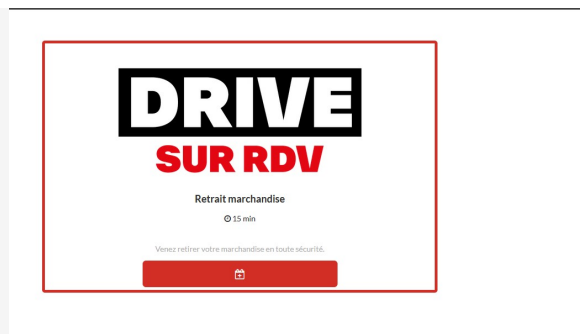 DRIVE
SUR RDV
Retrait marchandise
15 min
Venez retirer votre marchandise en toute sécurité.